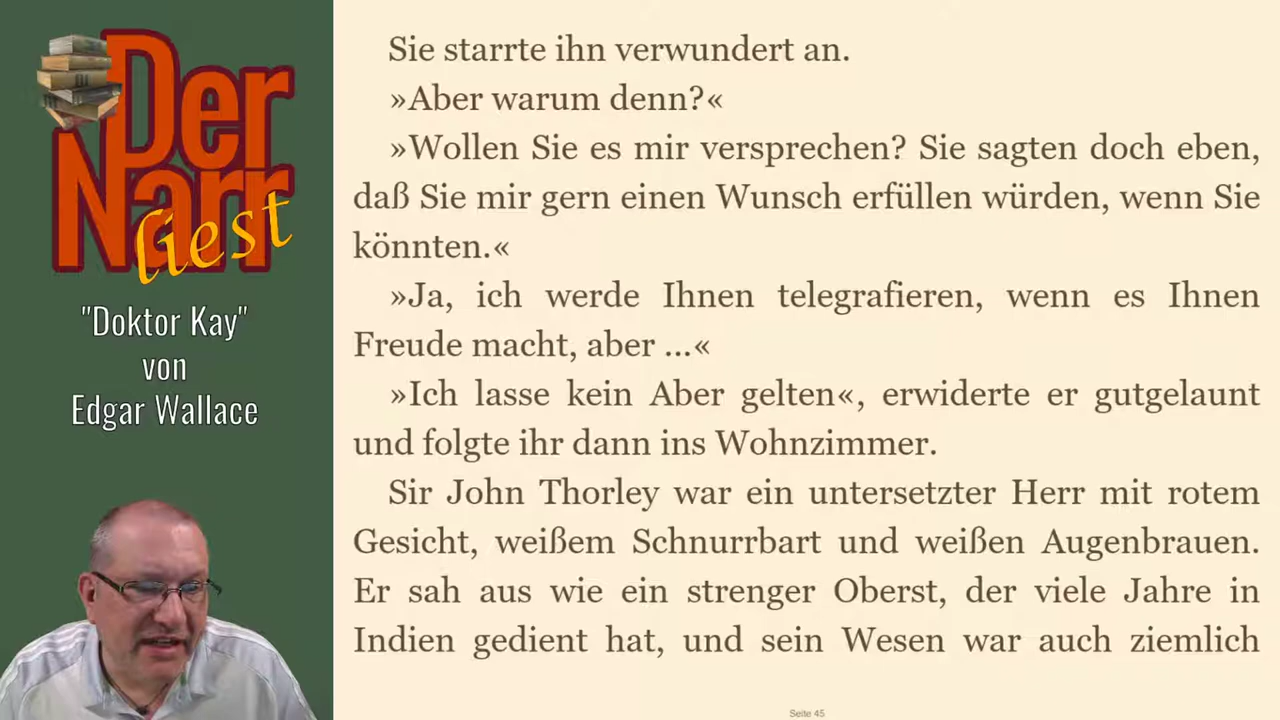 Der
Narr
liest
"Doktor Kay"
von
Edgar Wallace
Sie starrte ihn verwundert an.
»Aber warum denn?«
»Wollen Sie es mir versprechen? Sie sagten doch eben,
daß Sie mir gern einen Wunsch erfüllen würden, wenn Sie
könnten.«
»Ja, ich werde Ihnen telegrafieren, wenn es Ihnen
Freude macht, aber ...«
»Ich lasse kein Aber gelten«, erwiderte er gutgelaunt
und folgte ihr dann ins Wohnzimmer.
Sir John Thorley war ein untersetzter Herr mit rotem
Gesicht, weißem Schnurrbart und weißen Augenbrauen.
Er sah aus wie ein strenger Oberst, der viele Jahre in
Indien gedient hat, und sein Wesen war auch ziemlich
Seite 45